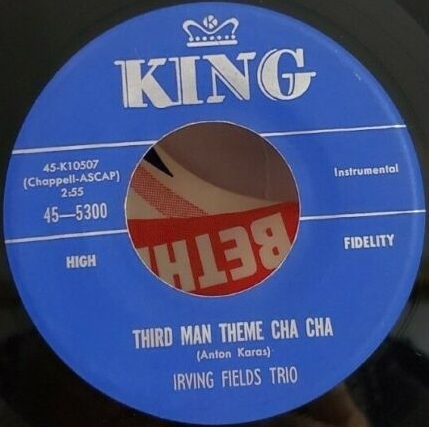 KING
45-K10507
(Chappell-ASCAP)
2:55
45—5300
Instrumental
HIGH
FIDELITY
BETH
THIRD MAN THEME CHA CHA
(Anton Karas)
IRVING FIELDS TRIO